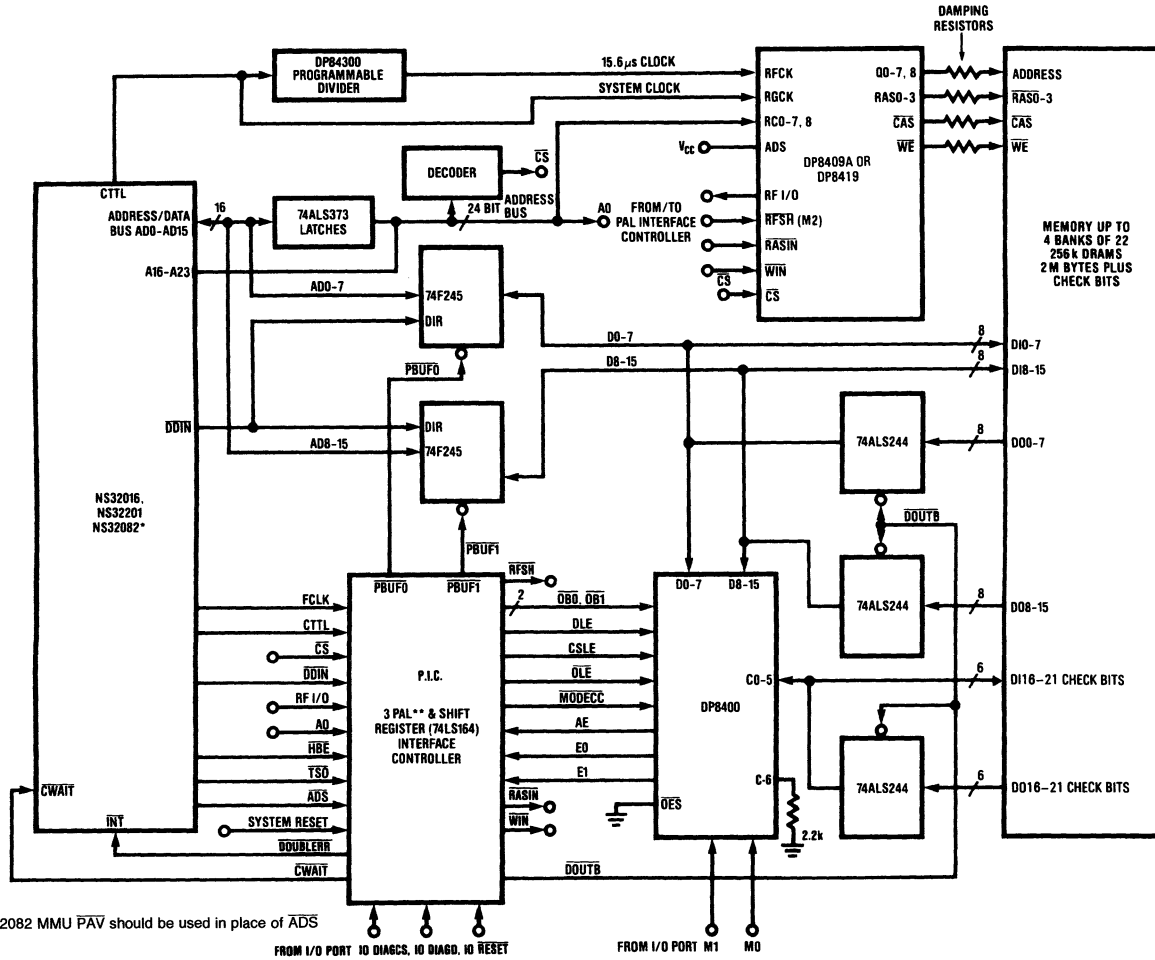 DAMPING
RESISTORS
DP84300
PROGRAMMABLE
DIVIDER
15.6µs CLOCK
SYSTEM CLOCK
RFCK
RGCK
RC0-7, 8
ADS
VCC
RF I/O
RFSH (M2)
RASIN
WIN
CS
CS
Q0-7, 8
RAS0-3
CAS
WE
DP8409A OR
DP8419
FROM/TO
PAL INTERFACE
CONTROLLER
ADDRESS
RAS0-3
CAS
WE
MEMORY UP TO
4 BANKS OF 22
256k DRAMS
2 M BYTES PLUS
CHECK BITS
DI0-7
DI8-15
DO0-7
DO8-15
DI16-21 CHECK BITS
DO16-21 CHECK BITS
CTTL
ADDRESS/DATA
BUS AD0-AD15
A16-A23
DDIN
NS32016,
NS32201
NS32082*
CWAIT
INT
16
74ALS373
LATCHES
DECODER
CS
24 BIT
ADDRESS
BUS
A0
AD0-7
74F245
DIR
PBUF0
D0-7
D8-15
8
8
DIR
74F245
AD8-15
PBUF1
74ALS244
8
DOUTB
74ALS244
8
6
74ALS244
6
FCLK
CTTL
CS
DDIN
RF I/O
A0
HBE
TSO
ADS
SYSTEM RESET
DOUBLERR
CWAIT
PBUF0
PBUF1
P.I.C.
3 PAL** & SHIFT
REGISTER (74LS164)
INTERFACE
CONTROLLER
RFSH
2
OB0, OB1
DLE
CSLE
OLE
MODECC
AE
E0
E1
RASIN
WIN
DOUTB
D0-7
D8-15
C0-5
DP8400
C-6
OES
2.2k
2082 MMU PAV should be used in place of ADS
FROM I/O PORT IO DIAGCS, IO DIAGD, IO RESET
FROM I/O PORT M1
M0